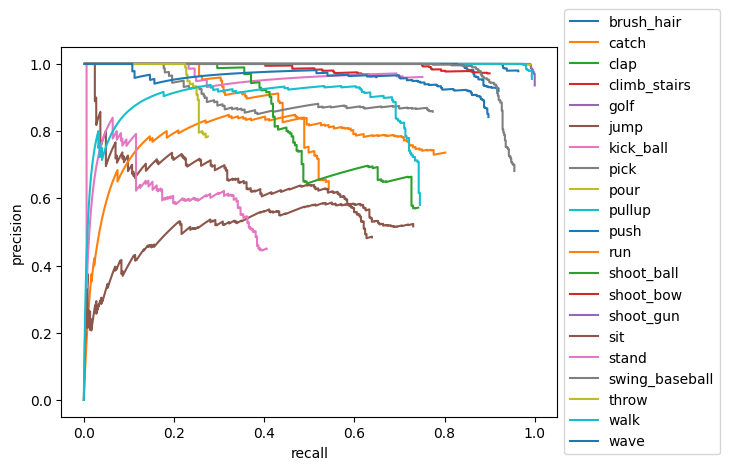 1.0
0.8
0.6
0.4
0.2
0.0
precision
0.0 0.2 0.4 0.6 0.8 1.0
recall
brush_hair
catch
clap
climb_stairs
golf
jump
kick_ball
pick
pour
pullup
push
run
shoot_ball
shoot_bow
shoot_gun
sit
stand
swing_baseball
throw
walk
wave